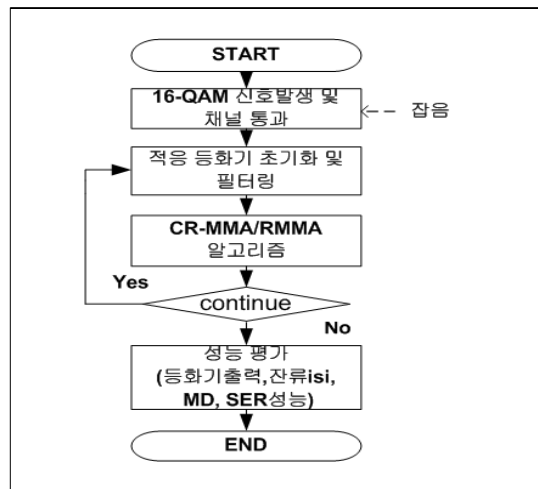 START
16-QAM 신호발생 및
채널 통과
잡음
적응 등화기 초기화 및
필터링
CR-MMA/RMMA
알고리즘
Yes
continue
No
성능 평가
(등화기출력,잔류isi,
MD, SER성능)
END